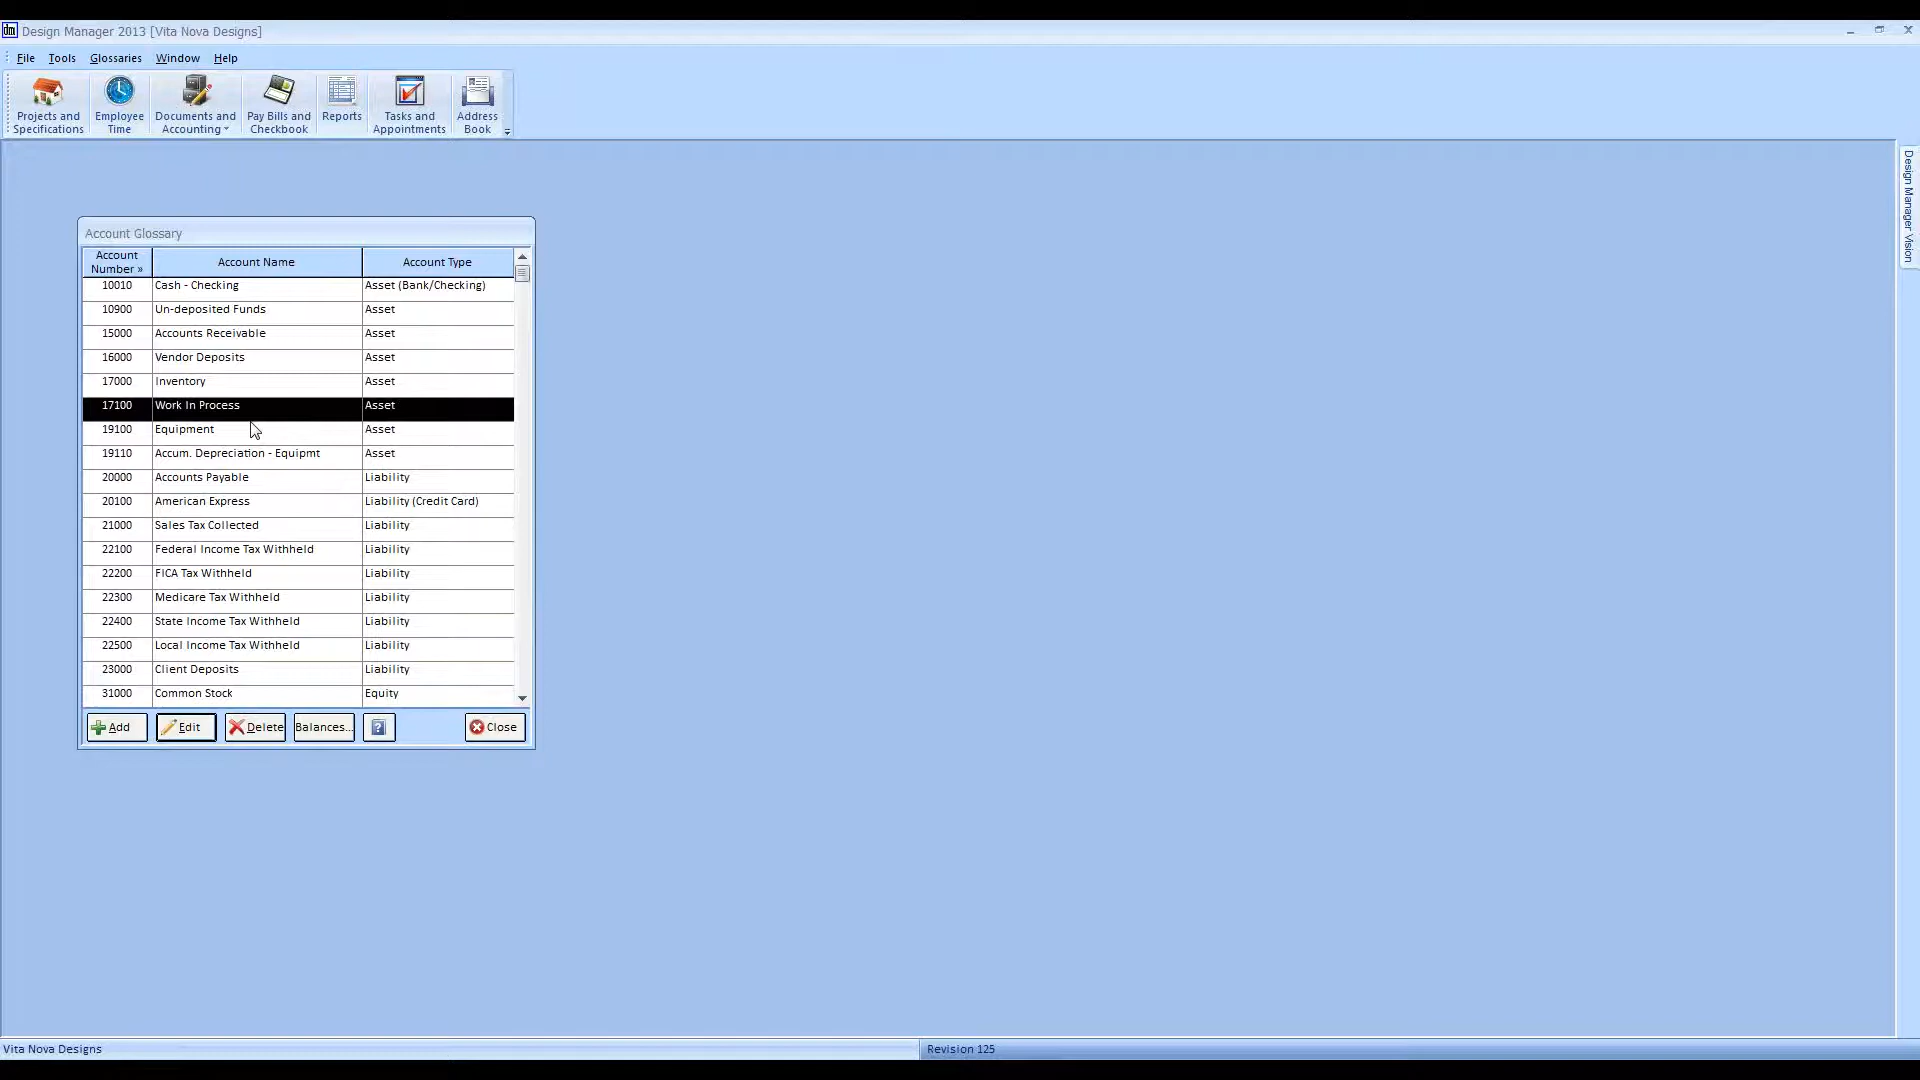 Design Manager 2013 [Vita Nova Designs]
File Tools Glossaries Window Help
Projects and Specifications
Employee Time
Documents and Accounting
Pay Bills and Checkbook
Reports
Tasks and Appointments
Address Book
Design Manager Vision
Account Glossary
Account Number » Account Name Account Type
10010 Cash - Checking Asset (Bank/Checking)
10900 Un-deposited Funds Asset
15000 Accounts Receivable Asset
16000 Vendor Deposits Asset
17000 Inventory Asset
17100 Work In Process Asset
19100 Equipment Asset
19110 Accum. Depreciation - Equipmt Asset
20000 Accounts Payable Liability
20100 American Express Liability (Credit Card)
21000 Sales Tax Collected Liability
22100 Federal Income Tax Withheld Liability
22200 FICA Tax Withheld Liability
22300 Medicare Tax Withheld Liability
22400 State Income Tax Withheld Liability
22500 Local Income Tax Withheld Liability
23000 Client Deposits Liability
31000 Common Stock Equity
Add Edit Delete Balances... ? Close
Vita Nova Designs Revision 125